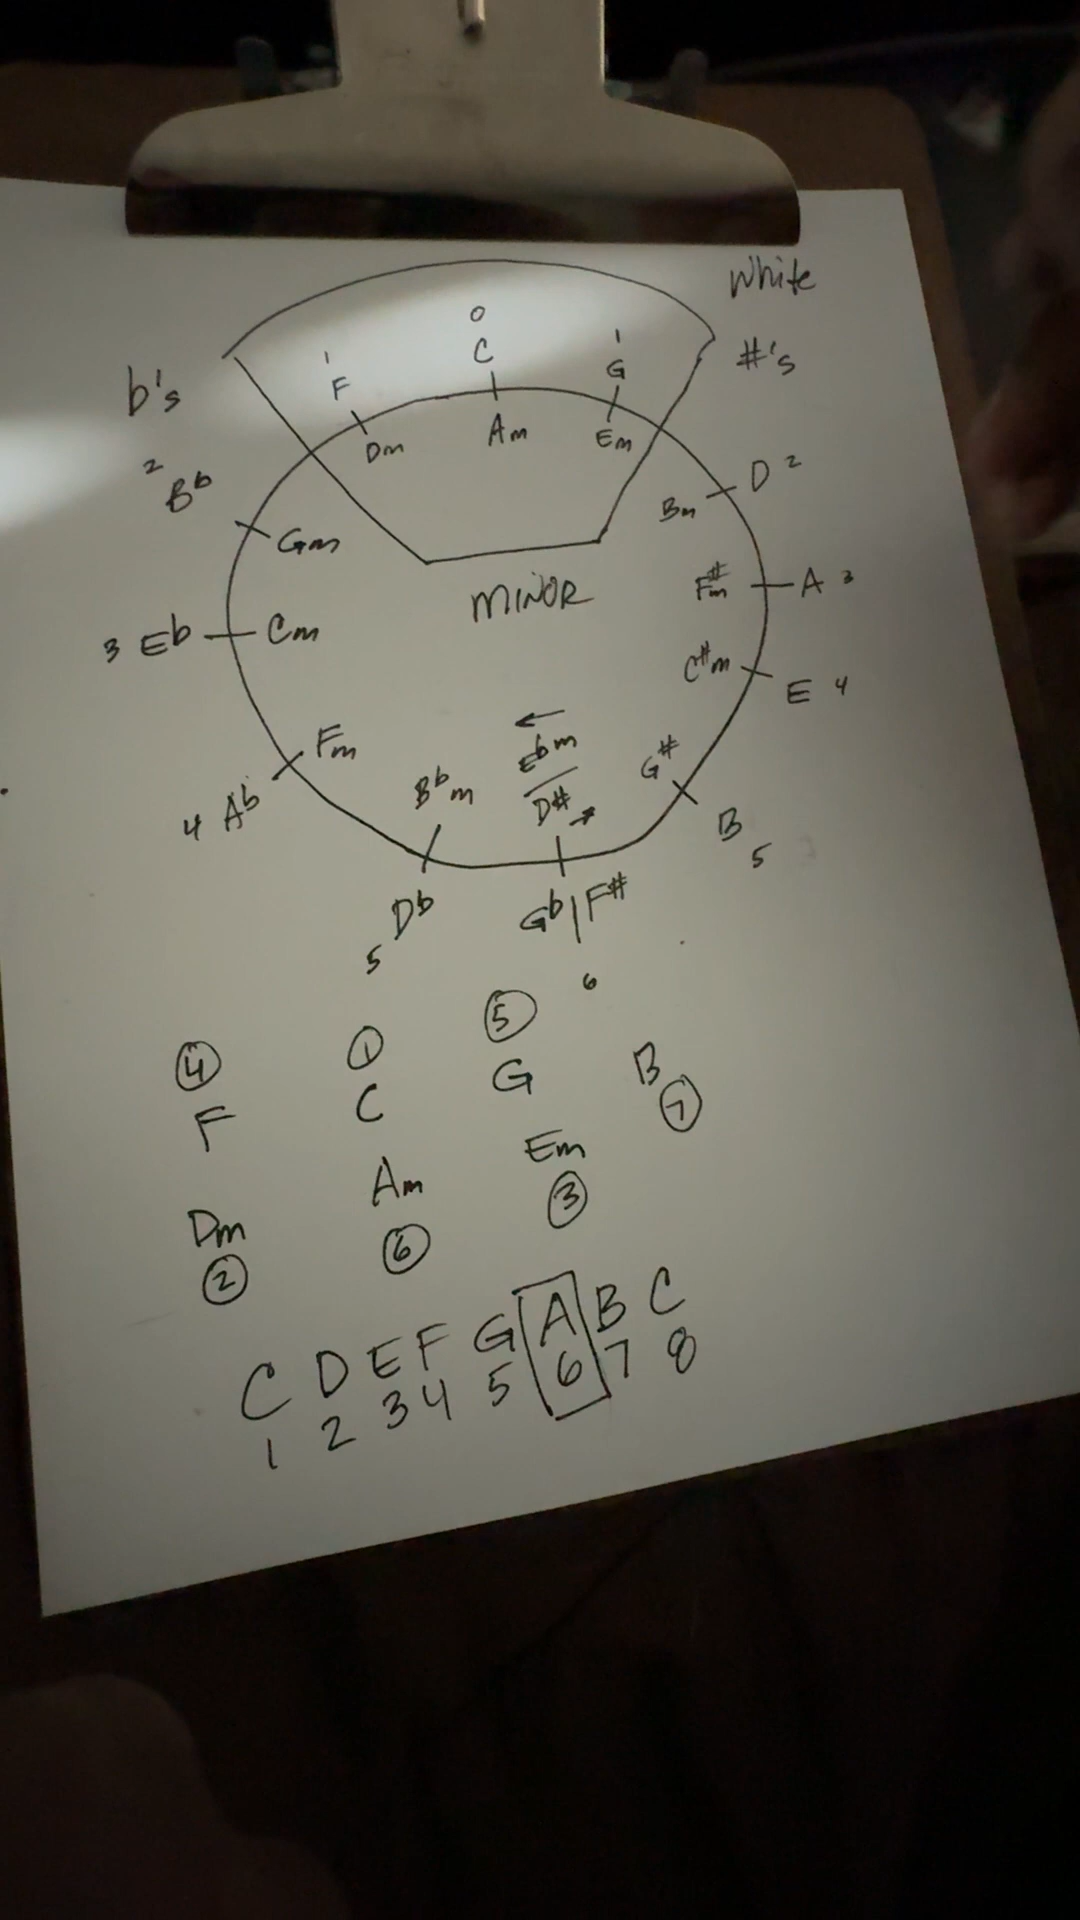 White
b's
#'s
1
0
1
F
C
G
Dm
Am
Em
2
Bb
D 2
Gm
Bm
3 Eb
Cm
MINOR
F#m
A 3
C#m
E 4
4 Ab
Fm
Bbm
←
Ebm
D# →
G#
B
5
5
Db
Gb | F#
6
4
1
5
F
C
G
B
7
Dm
Am
Em
2
6
3
C D E F G A B C
1 2 3 4 5 6 7 8